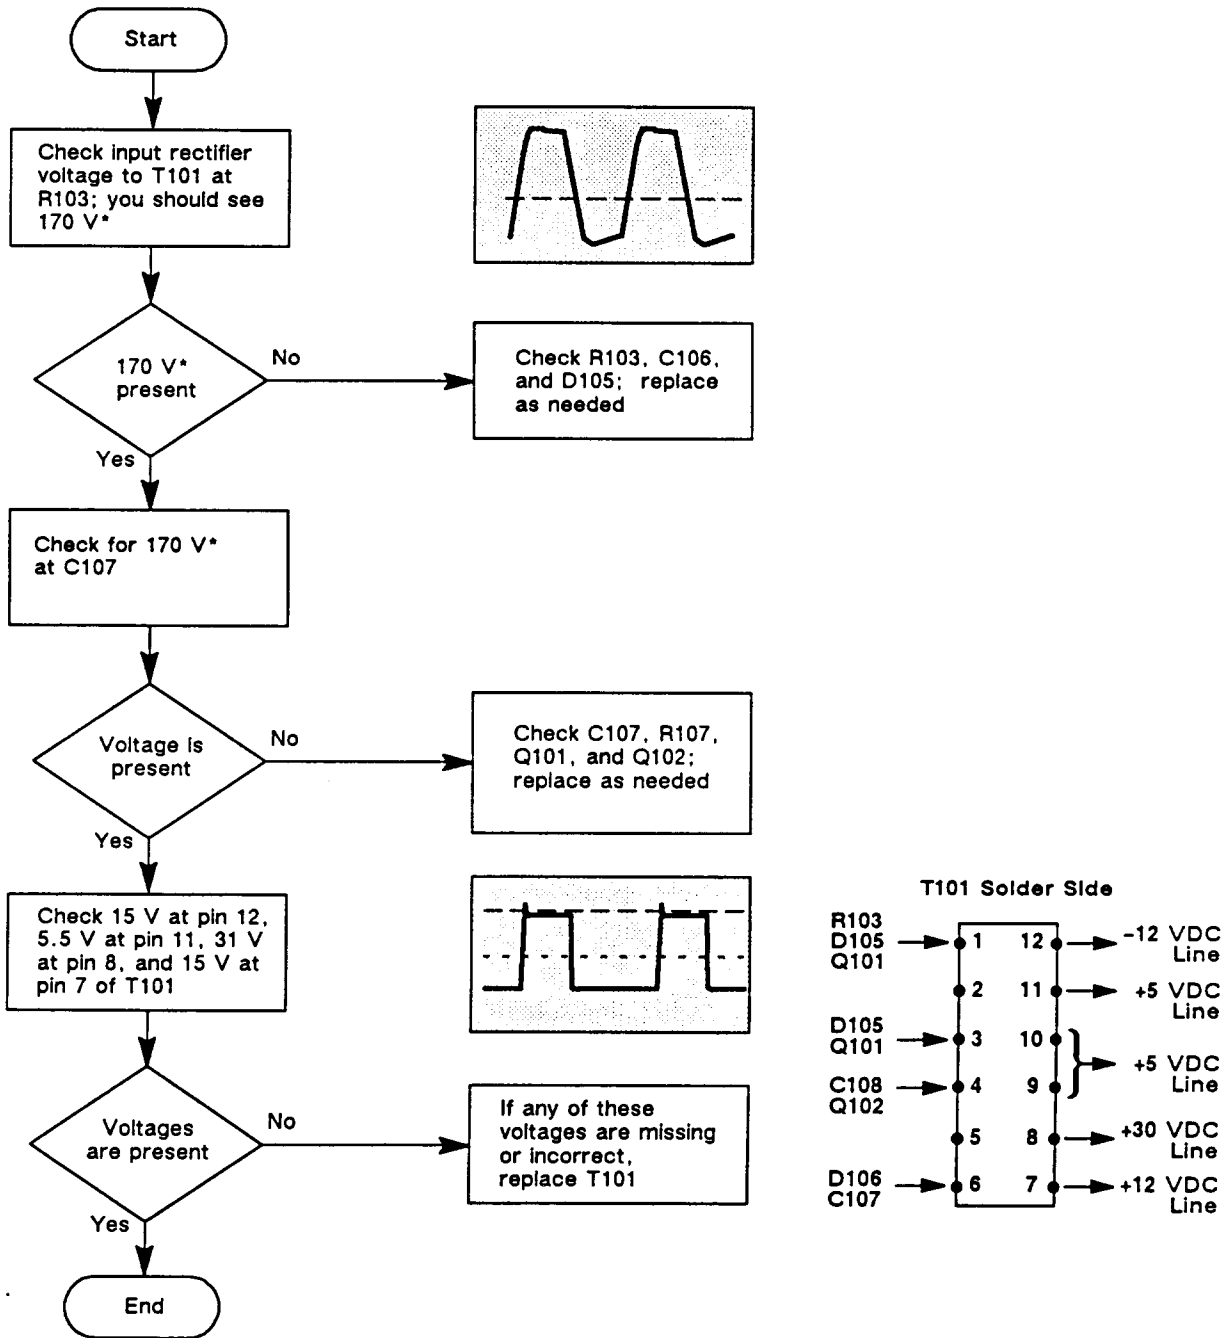 Start
Check input rectifier
voltage to T101 at
R103; you should see
170 V*
170 V*
present
No
Yes
Check R103, C106,
and D105; replace
as needed
Check for 170 V*
at C107
Voltage is
present
No
Yes
Check C107, R107,
Q101, and Q102;
replace as needed
Check 15 V at pin 12,
5.5 V at pin 11, 31 V
at pin 8, and 15 V at
pin 7 of T101
Voltages
are present
No
Yes
If any of these
voltages are missing
or incorrect,
replace T101
End
T101 Solder Side
R103
D105
Q101
1 12
-12 VDC
Line
2 11
+5 VDC
Line
D105
Q101
3 10
+5 VDC
Line
C108
Q102
4 9
5 8
+30 VDC
Line
D106
C107
6 7
+12 VDC
Line